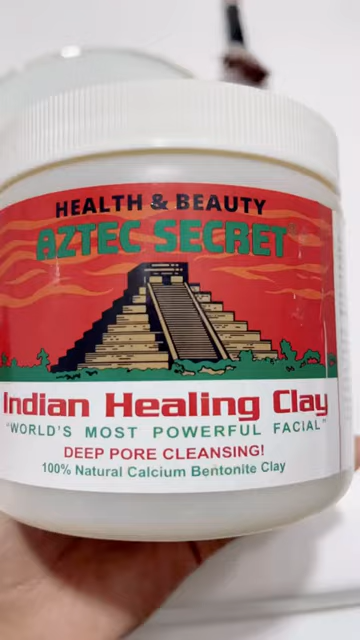 HEALTH & BEAUTY
AZTEC SECRET
Indian Healing Clay
"WORLD'S MOST POWERFUL FACIAL"
DEEP PORE CLEANSING!
100% Natural Calcium Bentonite Clay